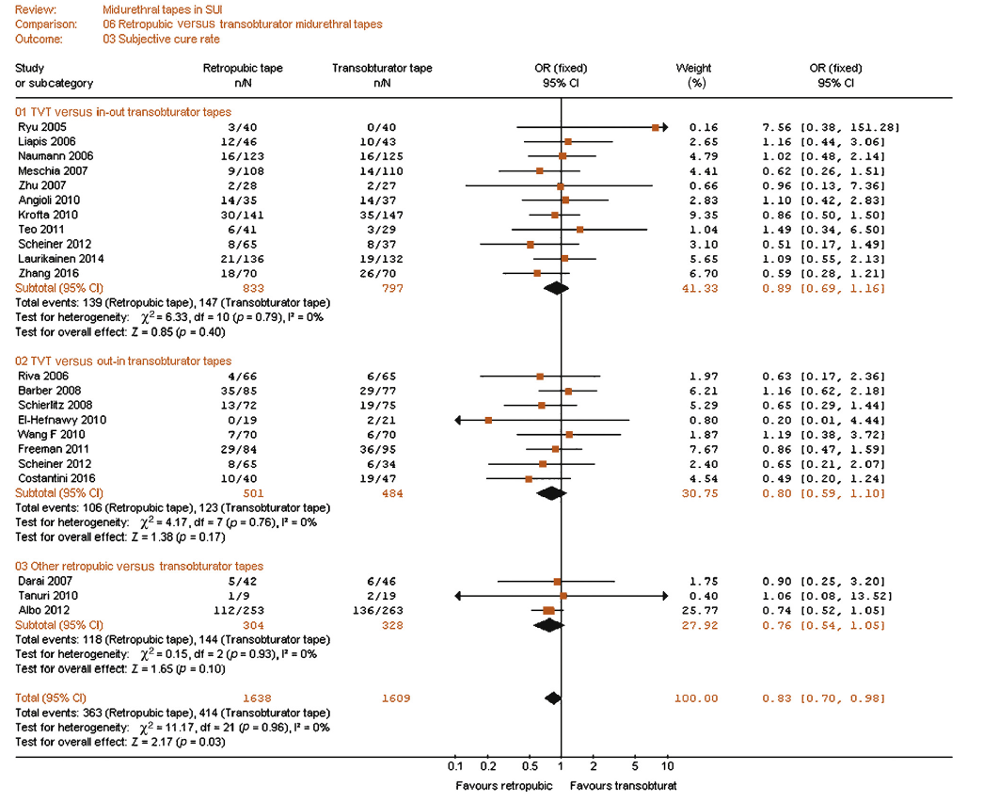 Review: Midurethral tapes in SUI
Comparison: 06 Retropubic versus transobturator midurethral tapes
Outcome: 03 Subjective cure rate
Study Retropubic tape Transobturator tape OR (fixed) Weight OR (fixed)
or subcategory n/N n/N 95% CI (%) 95% CI
01 TVT versus in-out transobturator tapes
Ryu 2005 3/40 0/40 0.16 7.56 [0.38, 151.28]
Liapis 2006 12/46 10/43 2.65 1.16 [0.44, 3.06]
Naumann 2006 16/123 16/125 4.79 1.02 [0.48, 2.14]
Meschia 2007 9/108 14/110 4.41 0.62 [0.26, 1.51]
Zhu 2007 2/28 2/27 0.66 0.96 [0.13, 7.36]
Angioli 2010 14/35 14/37 2.83 1.10 [0.42, 2.83]
Krofta 2010 30/141 35/147 9.35 0.86 [0.50, 1.50]
Teo 2011 6/41 3/29 1.04 1.49 [0.34, 6.50]
Scheiner 2012 8/65 8/37 3.10 0.51 [0.17, 1.49]
Laurikainen 2014 21/136 19/132 5.65 1.09 [0.55, 2.13]
Zhang 2016 18/70 26/70 6.70 0.59 [0.28, 1.21]
Subtotal (95% CI) 833 797 41.33 0.89 [0.69, 1.16]
Total events: 139 (Retropubic tape), 147 (Transobturator tape)
Test for heterogeneity: χ² = 6.33, df = 10 (p = 0.79), I² = 0%
Test for overall effect: Z = 0.85 (p = 0.40)
02 TVT versus out-in transobturator tapes
Riva 2006 4/66 6/65 1.97 0.63 [0.17, 2.36]
Barber 2008 35/85 29/77 6.21 1.16 [0.62, 2.18]
Schierlitz 2008 13/72 19/75 5.29 0.65 [0.29, 1.44]
El-Hefnawy 2010 0/19 2/21 0.80 0.20 [0.01, 4.44]
Wang F 2010 7/70 6/70 1.87 1.19 [0.38, 3.72]
Freeman 2011 29/84 36/95 7.67 0.86 [0.47, 1.59]
Scheiner 2012 8/65 6/34 2.40 0.65 [0.21, 2.07]
Costantini 2016 10/40 19/47 4.54 0.49 [0.20, 1.24]
Subtotal (95% CI) 501 484 30.75 0.80 [0.59, 1.10]
Total events: 106 (Retropubic tape), 123 (Transobturator tape)
Test for heterogeneity: χ² = 4.17, df = 7 (p = 0.76), I² = 0%
Test for overall effect: Z = 1.38 (p = 0.17)
03 Other retropubic versus transobturator tapes
Darai 2007 5/42 6/46 1.75 0.90 [0.25, 3.20]
Tanuri 2010 1/9 2/19 0.40 1.06 [0.08, 13.52]
Albo 2012 112/253 136/263 25.77 0.74 [0.52, 1.05]
Subtotal (95% CI) 304 328 27.92 0.76 [0.54, 1.05]
Total events: 118 (Retropubic tape), 144 (Transobturator tape)
Test for heterogeneity: χ² = 0.15, df = 2 (p = 0.93), I² = 0%
Test for overall effect: Z = 1.65 (p = 0.10)
Total (95% CI) 1638 1609 100.00 0.83 [0.70, 0.98]
Total events: 363 (Retropubic tape), 414 (Transobturator tape)
Test for heterogeneity: χ² = 11.17, df = 21 (p = 0.96), I² = 0%
Test for overall effect: Z = 2.17 (p = 0.03)
0.1 0.2 0.5 1 2 5 10
Favours retropubic Favours transobturat